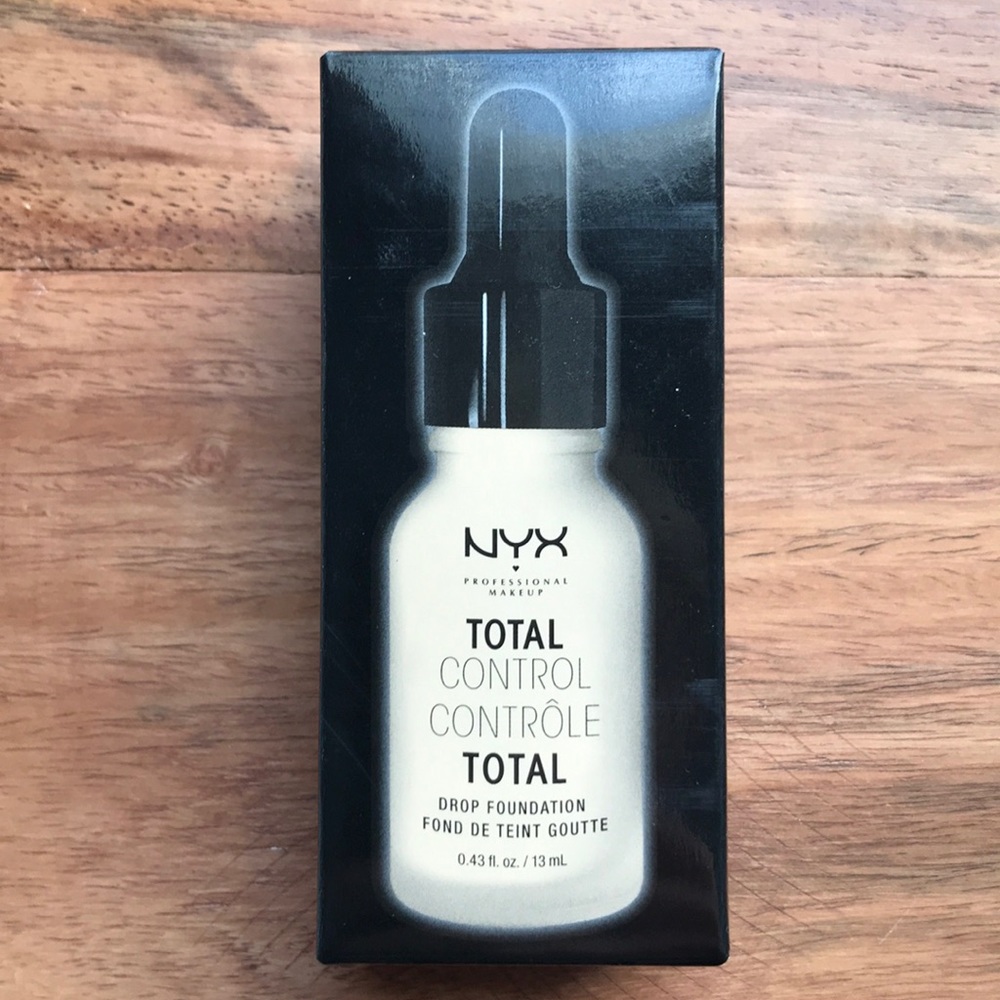 NYX
PROFESSIONAL
MAKEUP
TOTAL
CONTROL
CONTRÔLE
TOTAL
DROP FOUNDATION
FOND DE TEINT GOUTTE
0.43 fl. oz. / 13 mL